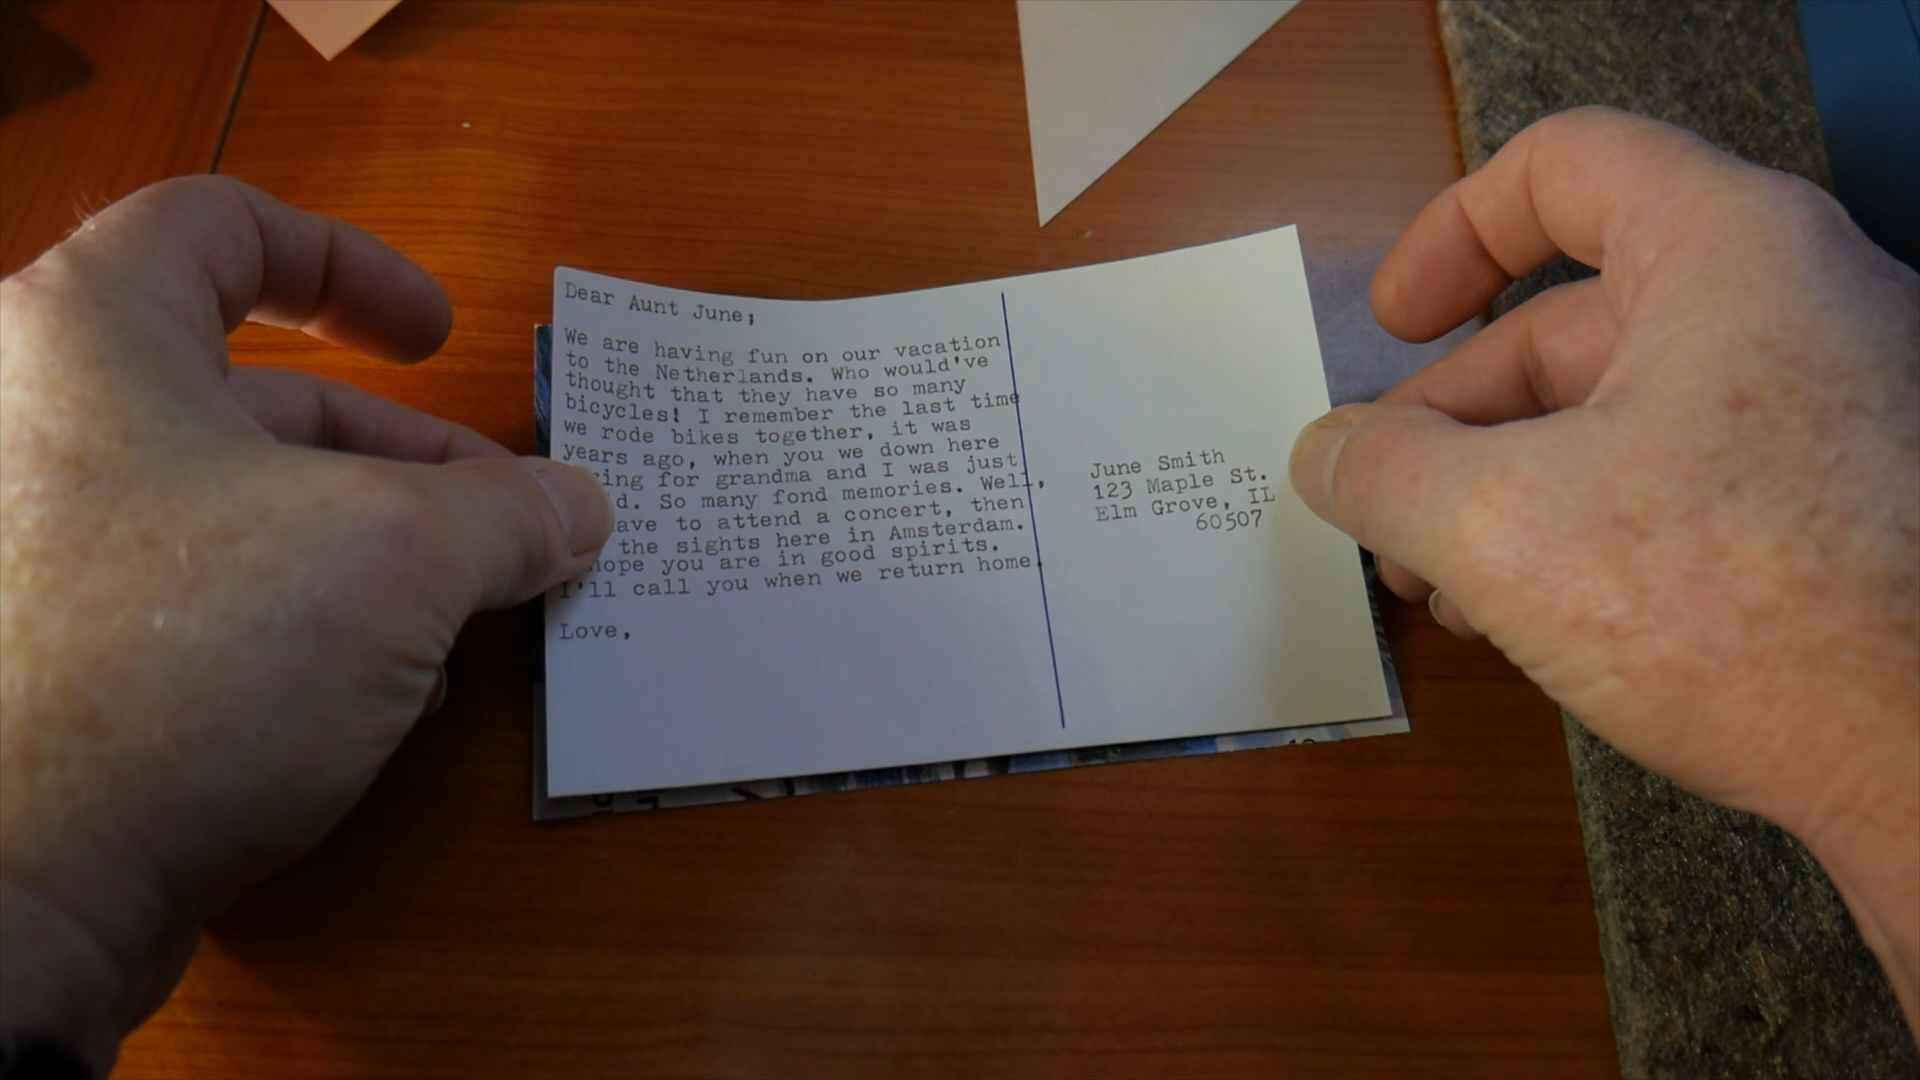 Dear Aunt June;
We are having fun on our vacation
to the Netherlands. Who would've
thought that they have so many
bicycles! I remember the last time
we rode bikes together, it was
years ago, when you we down here
ing for grandma and I was just
d. So many fond memories. Well,
ave to attend a concert, then
the sights here in Amsterdam.
hope you are in good spirits.
I'll call you when we return home.
Love,
June Smith
123 Maple St.
Elm Grove, IL
60507